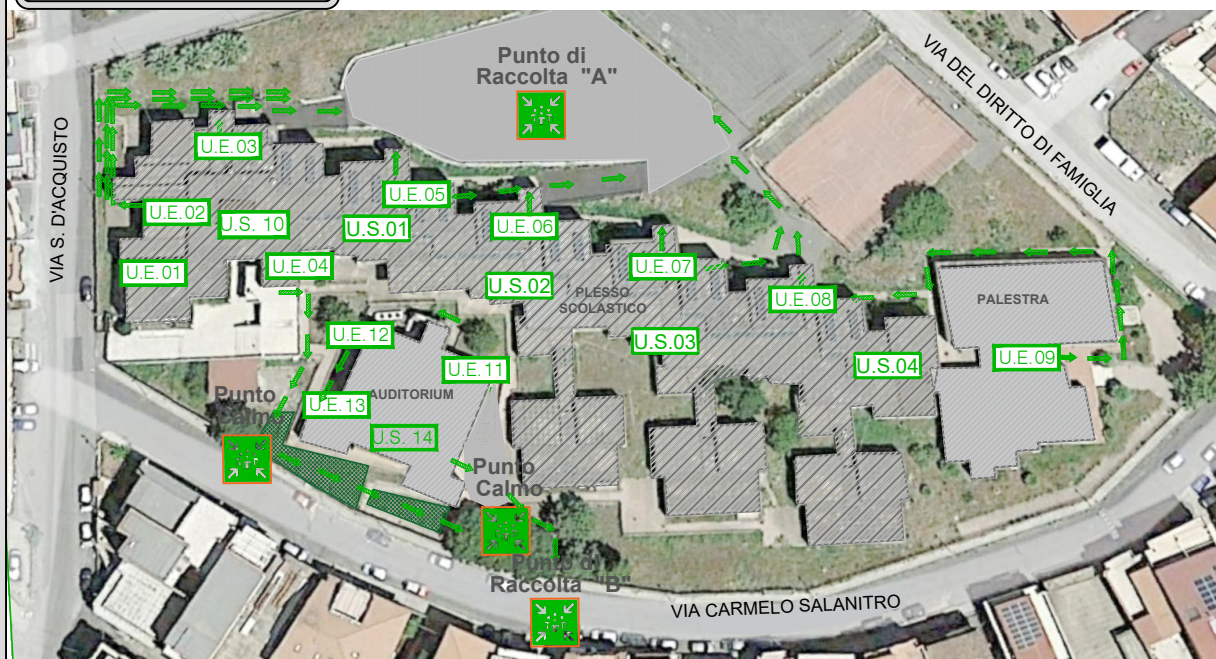 Punto di
Raccolta "A"
VIA DEL DIRITTO DI FAMIGLIA
VIA S. D'ACQUISTO
U.E.03
U.E.05
U.E.02
U.S. 10
U.S.01
U.E.06
U.E.01
U.E.04
U.E.07
U.S.02
PLESSO
SCOLASTICO
U.E.08
PALESTRA
U.E.12
U.S.03
U.E.09
U.E.11
U.S.04
Punto
Calmo
U.E.13
AUDITORIUM
U.S. 14
Punto
Calmo
Punto di
Raccolta "B"
VIA CARMELO SALANITRO